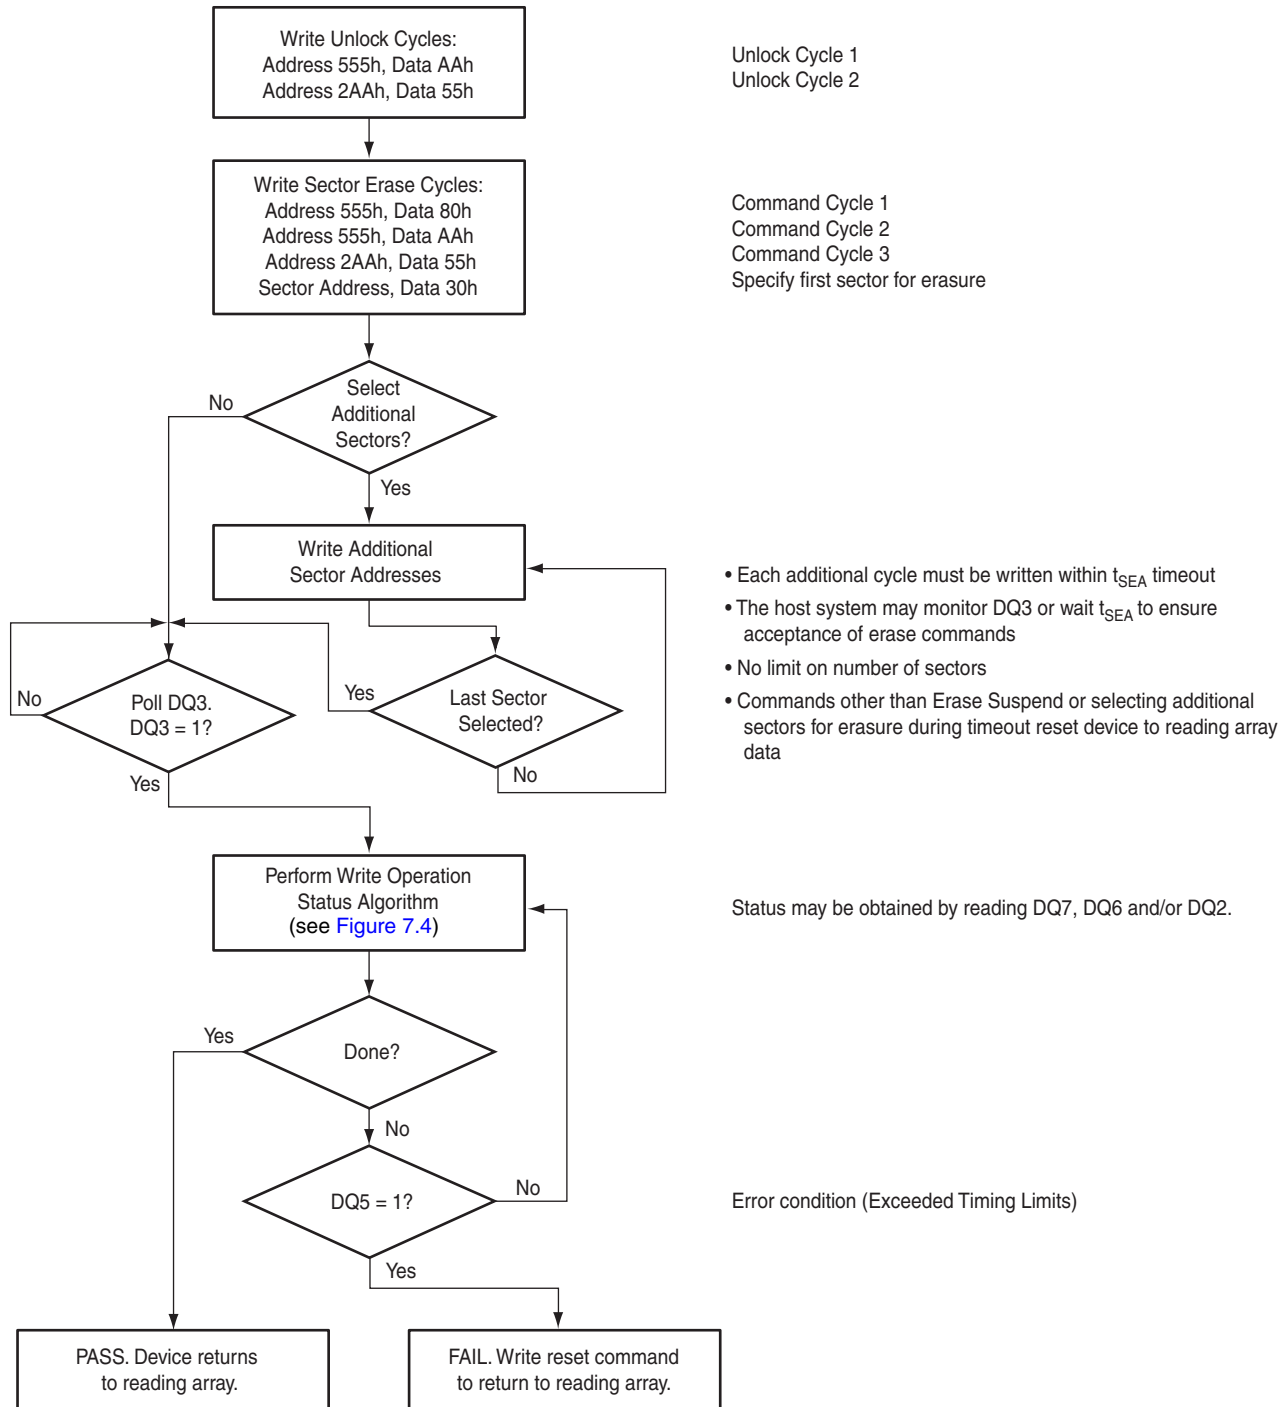 Write Unlock Cycles:
Address 555h, Data AAh
Address 2AAh, Data 55h
Unlock Cycle 1
Unlock Cycle 2
Write Sector Erase Cycles:
Address 555h, Data 80h
Address 555h, Data AAh
Address 2AAh, Data 55h
Sector Address, Data 30h
Command Cycle 1
Command Cycle 2
Command Cycle 3
Specify first sector for erasure
Select
Additional
Sectors?
No
Yes
Write Additional
Sector Addresses
• Each additional cycle must be written within tSEA timeout
• The host system may monitor DQ3 or wait tSEA to ensure
acceptance of erase commands
• No limit on number of sectors
• Commands other than Erase Suspend or selecting additional
sectors for erasure during timeout reset device to reading array
data
No
Poll DQ3.
DQ3 = 1?
Yes
Yes
Last Sector
Selected?
No
Perform Write Operation
Status Algorithm
(see Figure 7.4)
Status may be obtained by reading DQ7, DQ6 and/or DQ2.
Yes
Done?
No
DQ5 = 1?
No
Yes
Error condition (Exceeded Timing Limits)
PASS. Device returns
to reading array.
FAIL. Write reset command
to return to reading array.